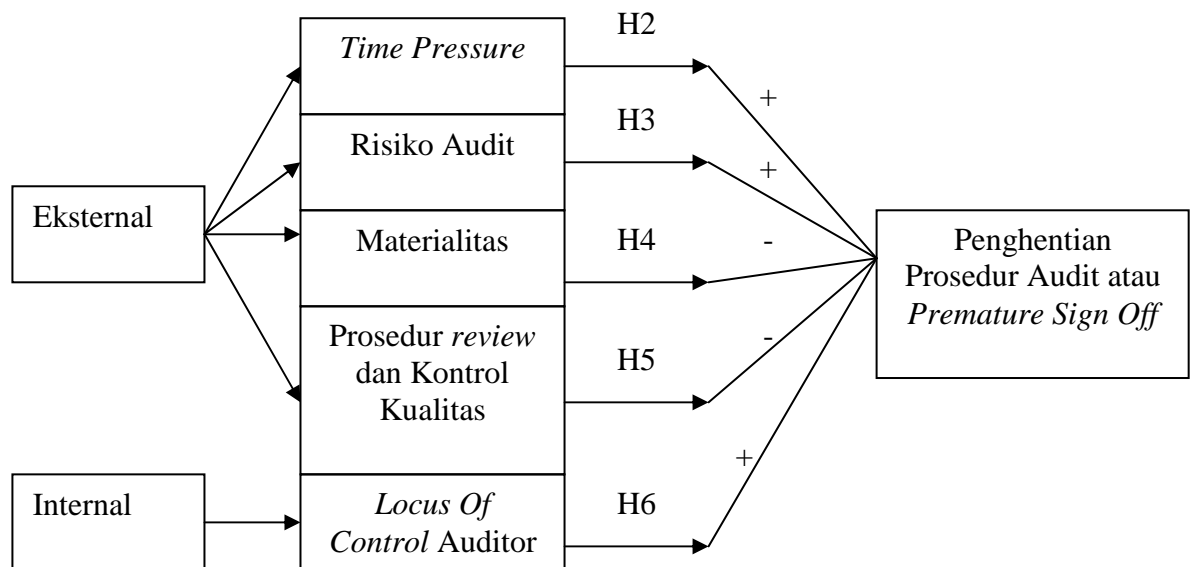 Eksternal
Internal
Time Pressure
Risiko Audit
Materialitas
Prosedur review
dan Kontrol
Kualitas
Locus Of
Control Auditor
H2
+
H3
+
H4
-
H5
-
H6
+
Penghentian
Prosedur Audit atau
Premature Sign Off